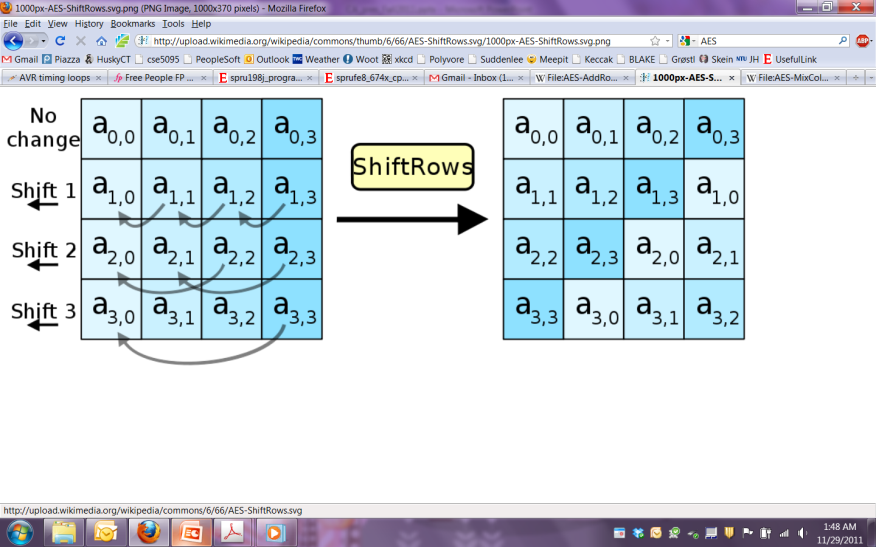 1000px-AES-ShiftRows.svg.png (PNG Image, 1000x370 pixels) - Mozilla Firefox
File Edit View History Bookmarks Tools Help
http://upload.wikimedia.org/wikipedia/commons/thumb/6/66/AES-ShiftRows.svg/1000px-AES-ShiftRows.svg.png AES ABP
Gmail Piazza HuskyCT cse5095 PeopleSoft Outlook Weather Woot xkcd Polyvore Suddenlee Meepit Keccak BLAKE Grøstl Skein NTU JH UsefulLink
AVR timing loops Free People FP ... spru198j_progra... sprufe8_674x_cp... Gmail - Inbox (1... File:AES-AddRo... 1000px-AES-S... File:AES-MixCol...
No change a0,0 a0,1 a0,2 a0,3 a0,0 a0,1 a0,2 a0,3
ShiftRows
Shift 1 a1,0 a1,1 a1,2 a1,3 a1,1 a1,2 a1,3 a1,0
Shift 2 a2,0 a2,1 a2,2 a2,3 a2,2 a2,3 a2,0 a2,1
Shift 3 a3,0 a3,1 a3,2 a3,3 a3,3 a3,0 a3,1 a3,2
http://upload.wikimedia.org/wikipedia/commons/6/66/AES-ShiftRows.svg
1:48 AM
11/29/2011